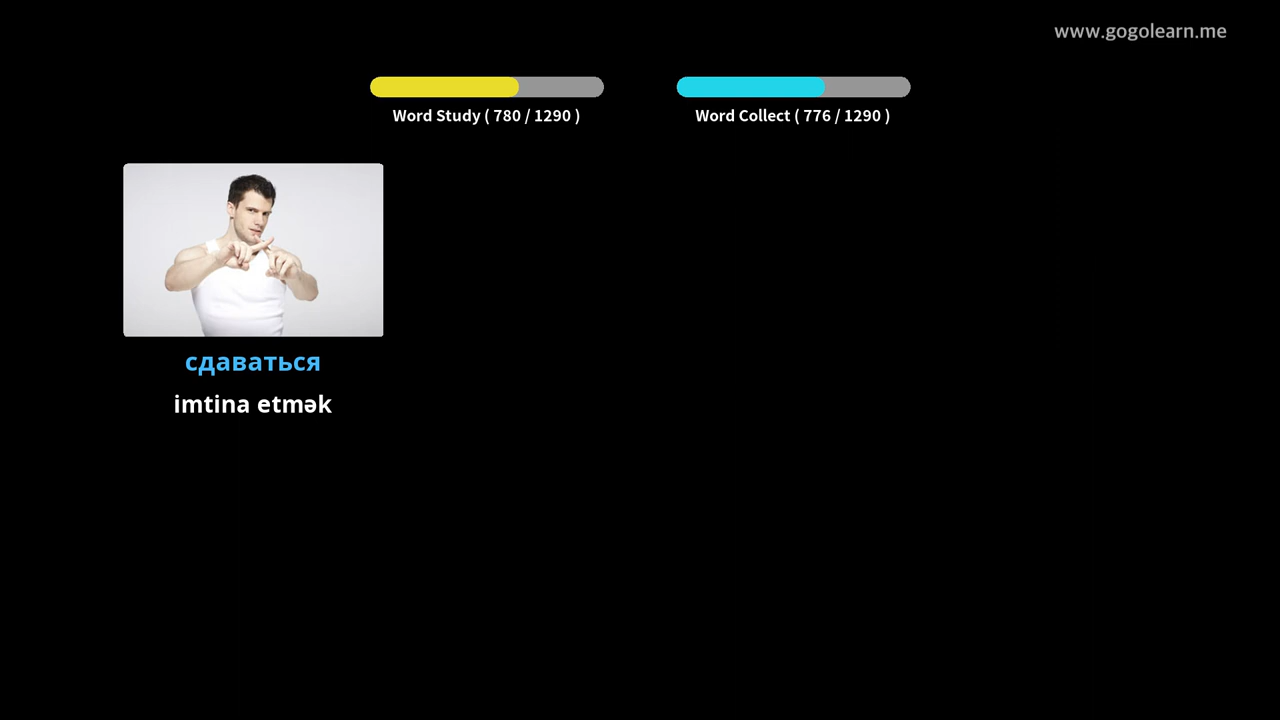 www.gogolearn.me
Word Study ( 780 / 1290 )
Word Collect ( 776 / 1290 )
сдаваться
imtina etmək